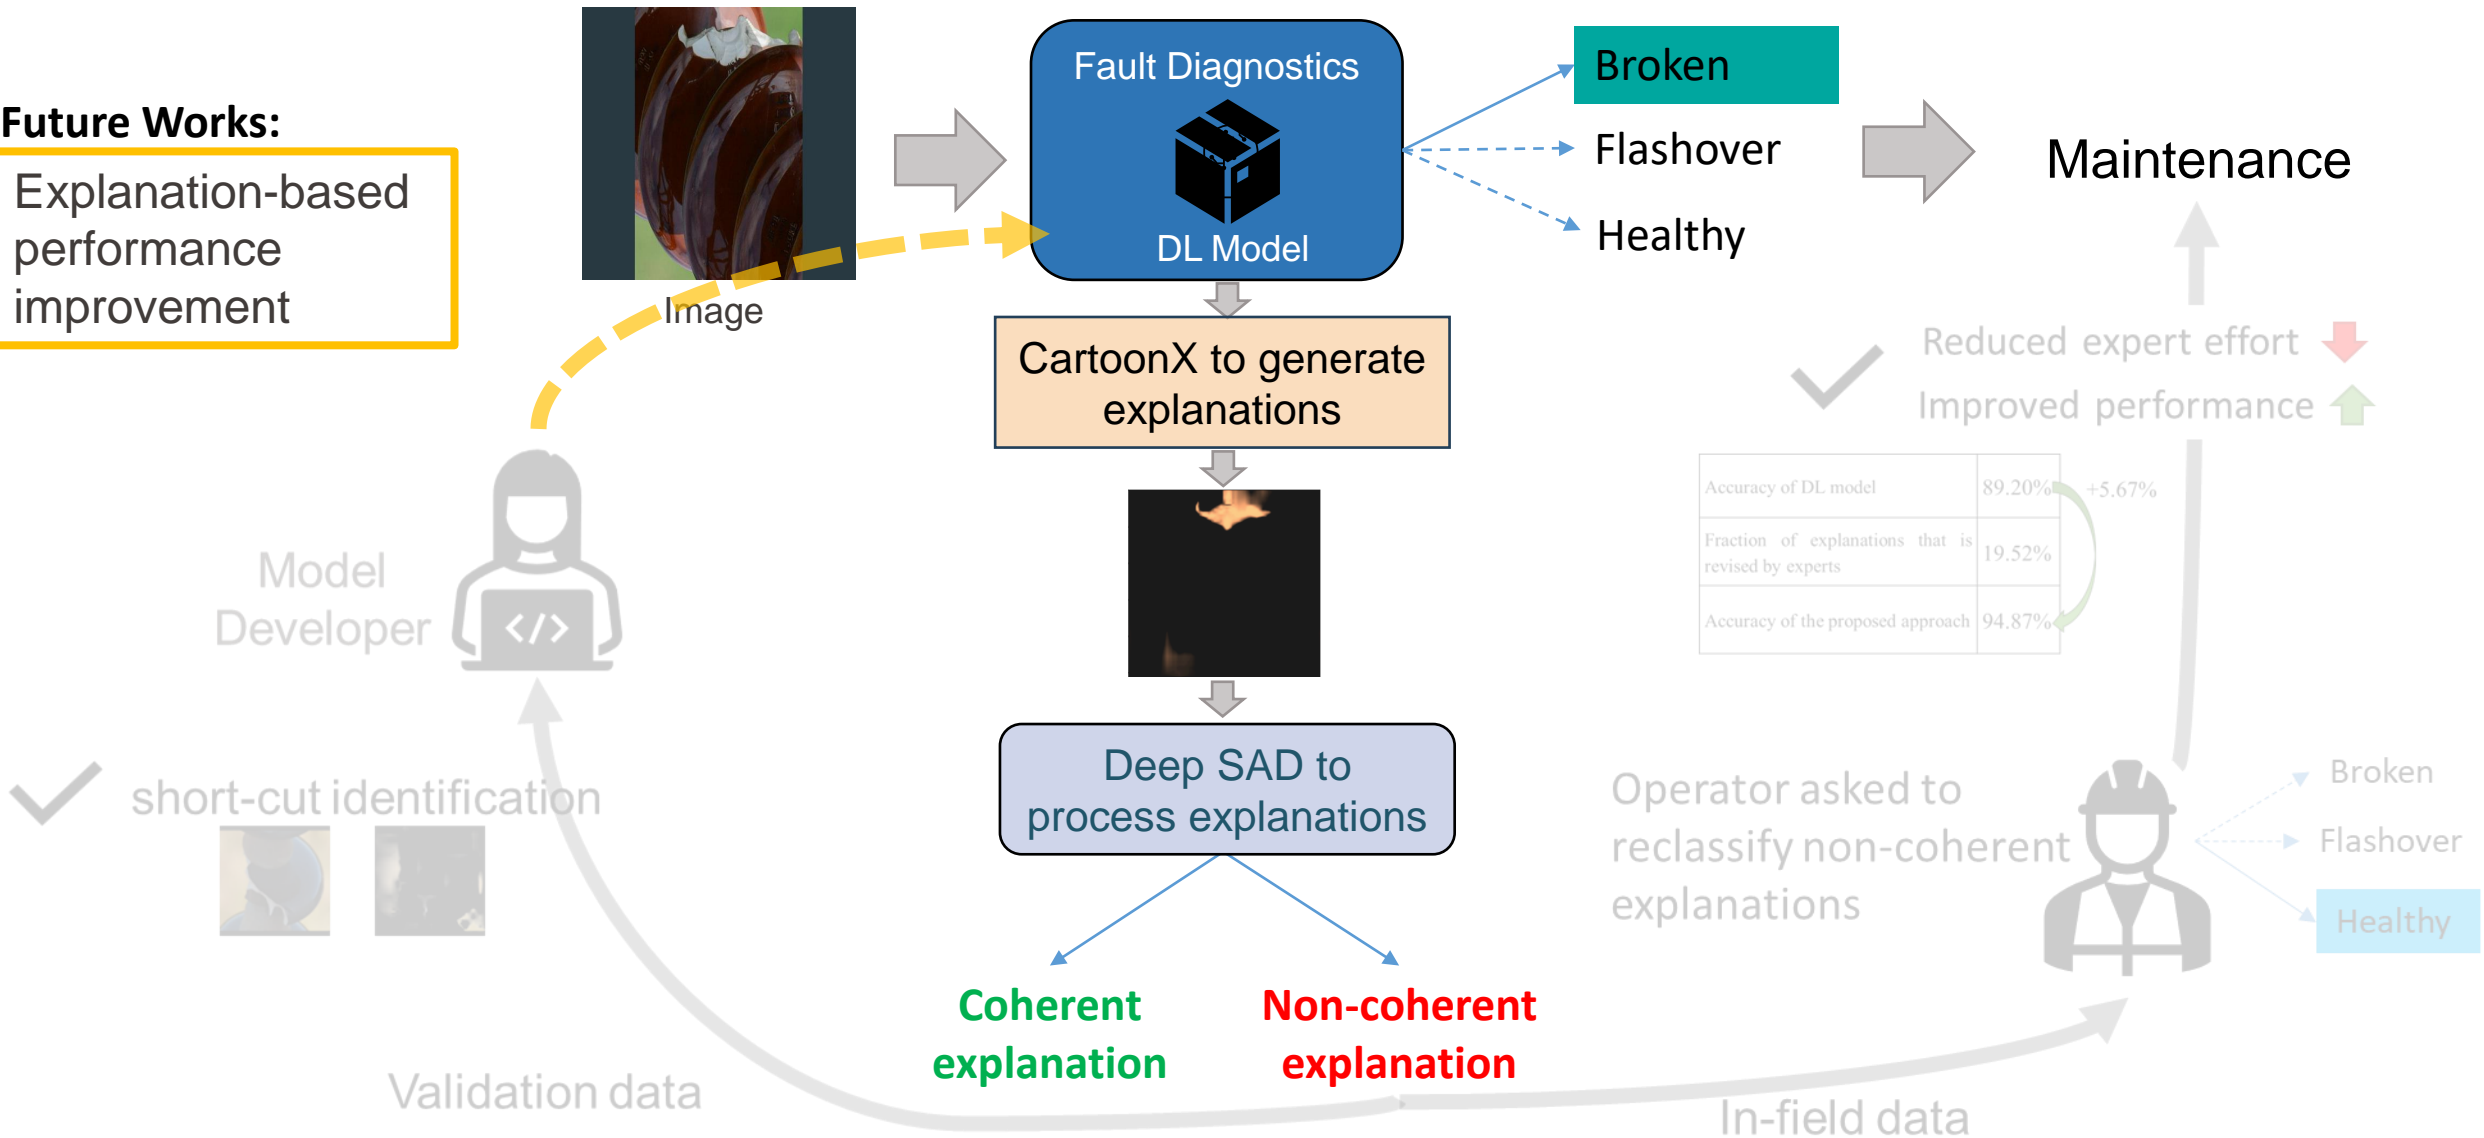 Future Works:
Explanation-based
performance
improvement
Image
Fault Diagnostics
DL Model
Broken
Flashover
Healthy
Maintenance
CartoonX to generate
explanations
Reduced expert effort
Improved performance
Accuracy of DL model 89.20% +5.67%
Fraction of explanations that is
revised by experts 19.52%
Accuracy of the proposed approach 94.87%
Model
Developer
</>
short-cut identification
Deep SAD to
process explanations
Operator asked to
reclassify non-coherent
explanations
Broken
Flashover
Healthy
Coherent
explanation
Non-coherent
explanation
Validation data
In-field data